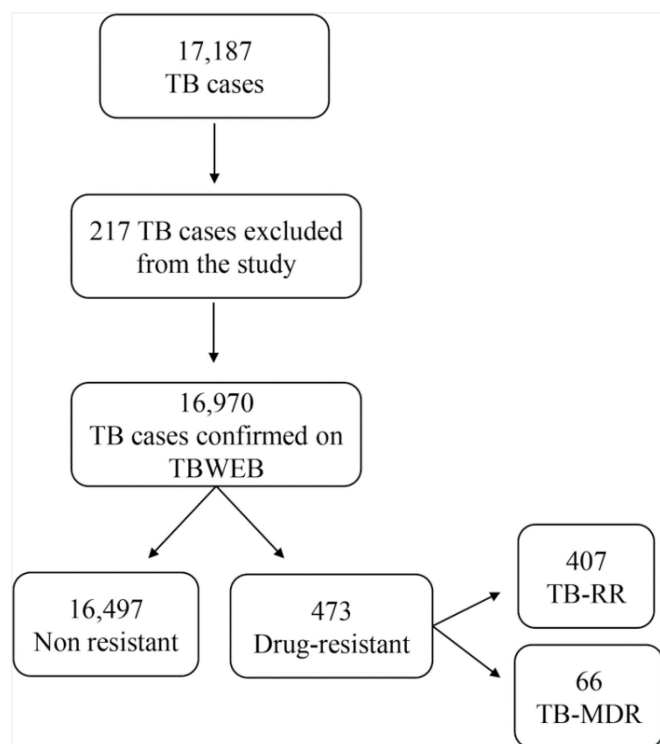 17,187
TB cases
217 TB cases excluded
from the study
16,970
TB cases confirmed on
TBWEB
16,497
Non resistant
473
Drug-resistant
407
TB-RR
66
TB-MDR